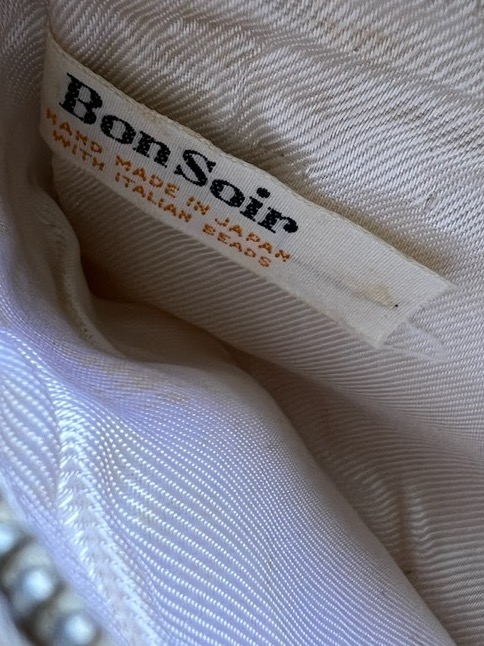 Bon Soir
HAND MADE IN JAPAN
WITH ITALIAN BEADS